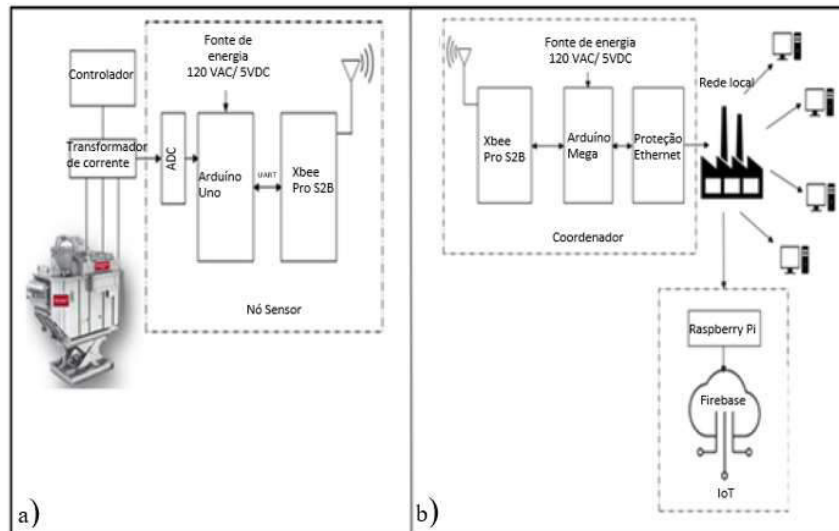 Controlador
Transformador
de corrente
Fonte de
energia
120 VAC/ 5VDC
ADC
Arduíno
Uno
UART
Xbee
Pro S2B
Nó Sensor
a)
Fonte de
energia
120 VAC/ 5VDC
Xbee
Pro S2B
Arduíno
Mega
Proteção
Ethernet
Coordenador
Rede local
Raspberry Pi
Firebase
IoT
b)